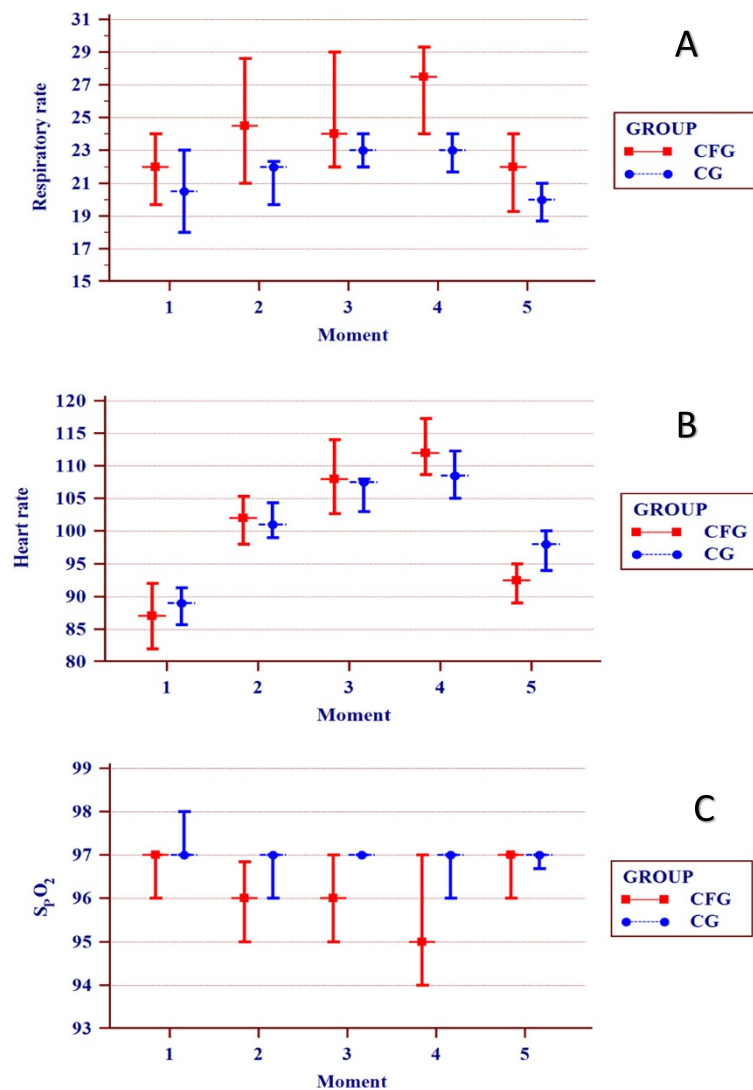 A
Respiratory rate
31
29
27
25
23
21
19
17
15
1 2 3 4 5
Moment
GROUP
CFG
CG
B
Heart rate
120
115
110
105
100
95
90
85
80
1 2 3 4 5
Moment
GROUP
CFG
CG
C
SPO2
99
98
97
96
95
94
93
1 2 3 4 5
Moment
GROUP
CFG
CG